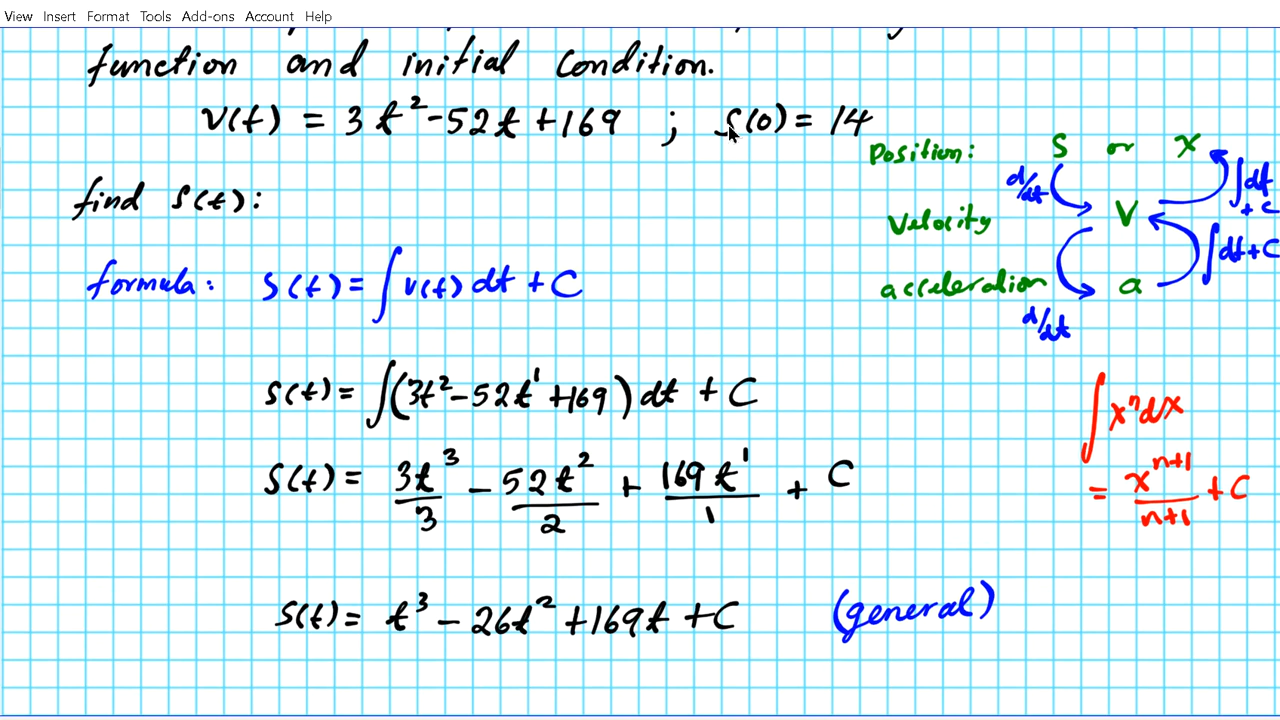 View Insert Format Tools Add-ons Account Help
function and initial condition.
v(t) = 3t² - 52t + 169 ; s(0) = 14
Position: s or x
d/dt ∫dt + C
Velocity v
∫dt + C
acceleration a
d/dt
find s(t):
formula: s(t) = ∫ v(t) dt + C
s(t) = ∫(3t² - 52t¹ + 169) dt + C
s(t) = 3t³/3 - 52t²/2 + 169t¹/1 + C
s(t) = t³ - 26t² + 169t + C (general)
∫xⁿdx
= xⁿ⁺¹/n+1 + C